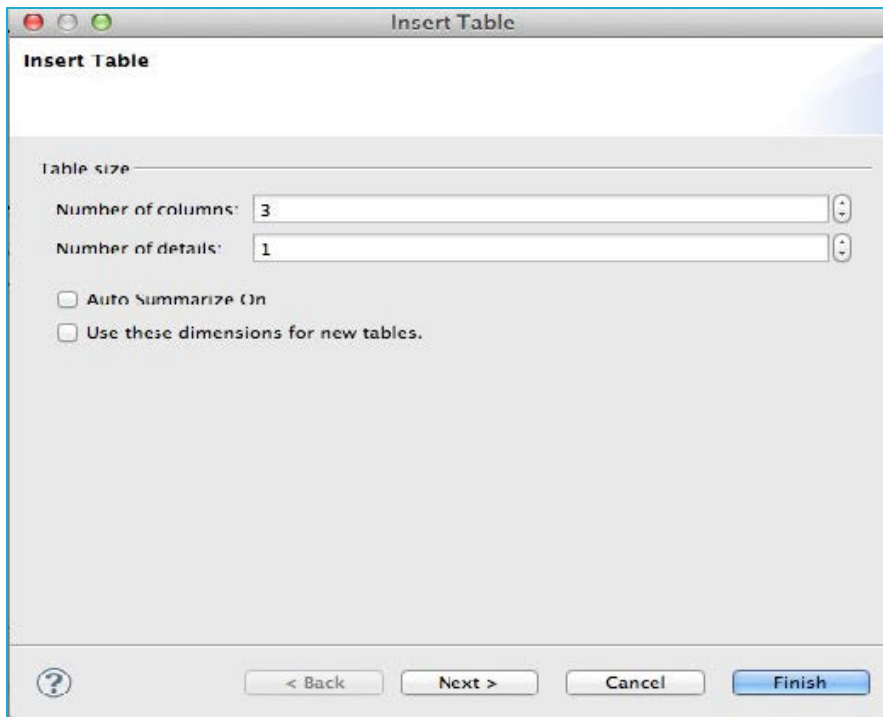 Insert Table
Insert Table
Table size
Number of columns: 3
Number of details: 1
Auto Summarize On
Use these dimensions for new tables.
? < Back Next > Cancel Finish